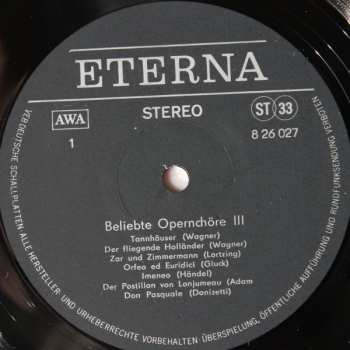 ETERNA
AWA
STEREO
ST 33
1
8 26 027
Beliebte Opernchöre III
Tannhäuser (Wagner)
Der fliegende Holländer (Wagner)
Zar und Zimmermann (Lortzing)
Orfeo ed Euridici (Gluck)
Imeneo (Händel)
Der Postillon von Lonjumeau (Adam
Don Pasquale (Donizetti)
VEB DEUTSCHE SCHALLPLATTEN ALLE HERSTELLER- UND URHEBERRECHTE VORBEHALTEN · ÜBERSPIELUNG, ÖFFENTLICHE AUFFÜHRUNG UND RUNDFUNKSENDUNG VERBOTEN